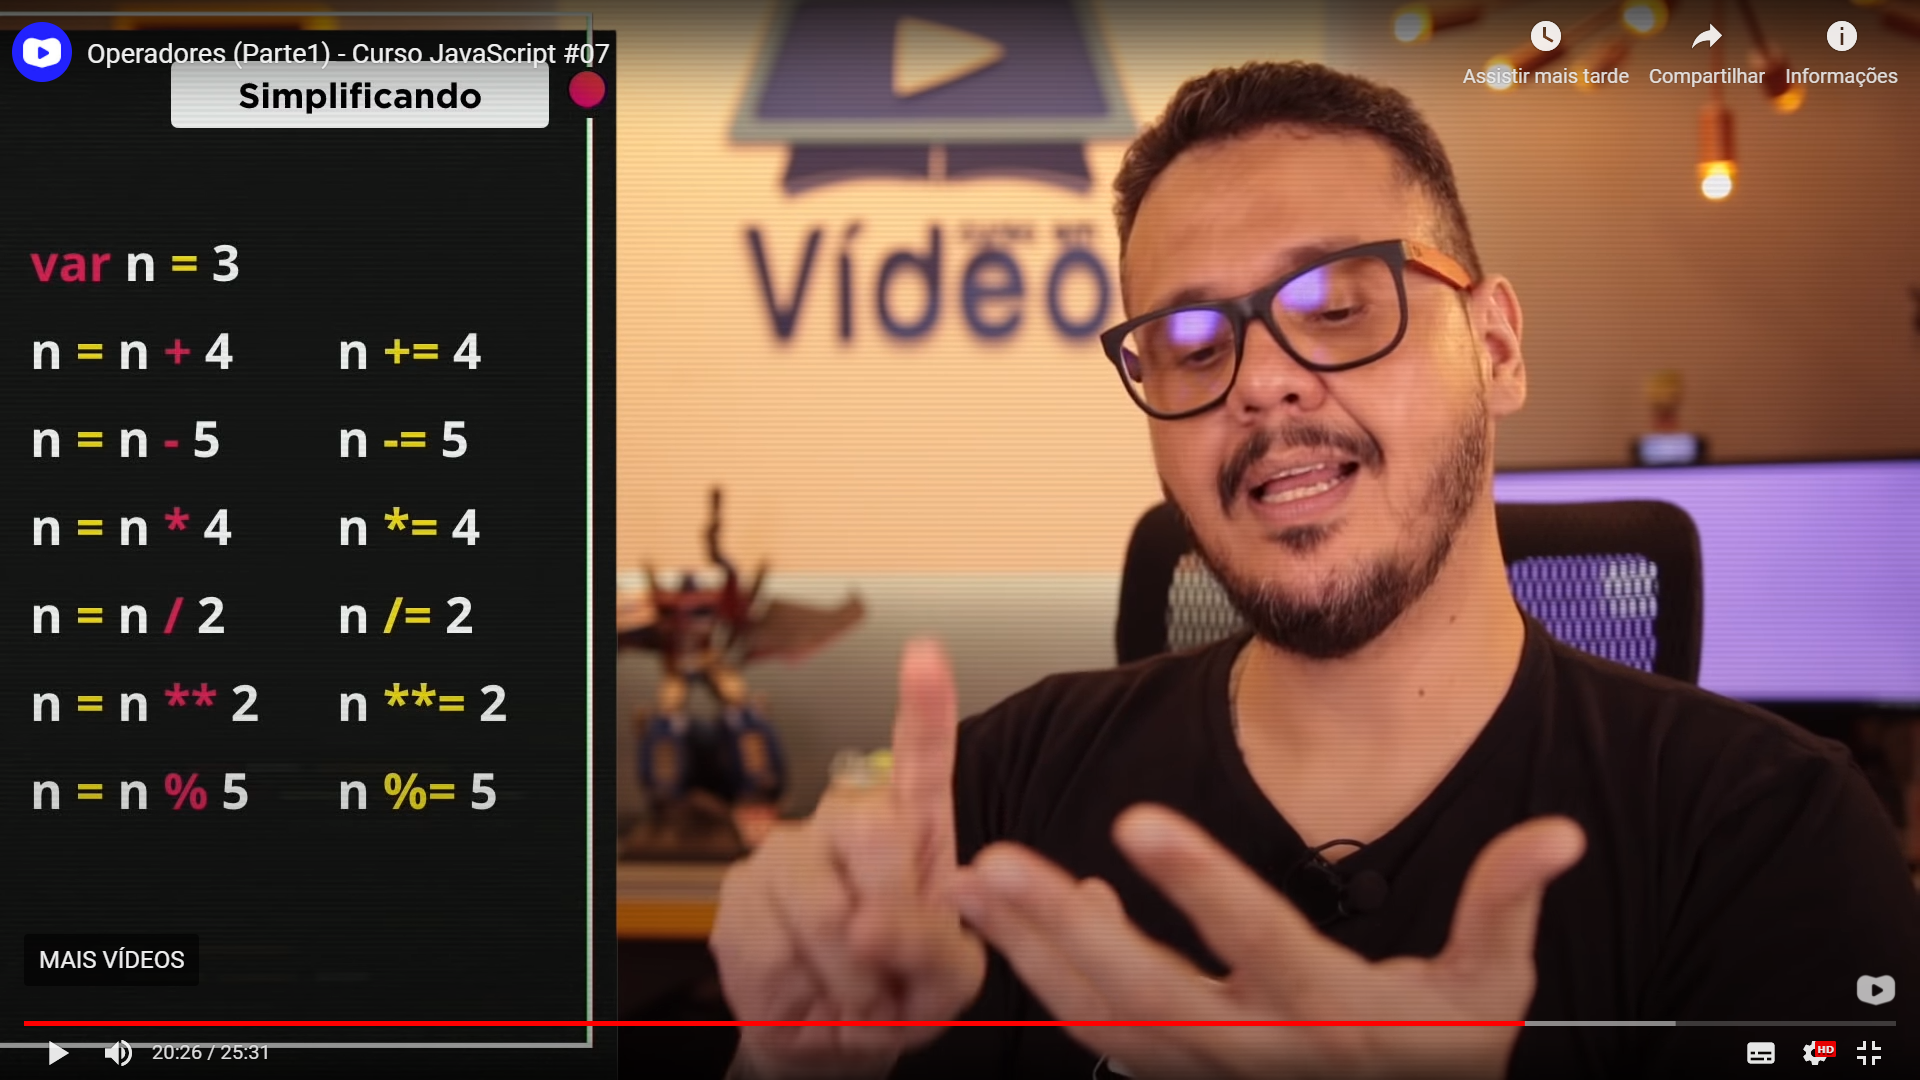 Operadores (Parte1) - Curso JavaScript #07
Assistir mais tarde
Compartilhar
Informações
Simplificando
Vídeo
var n = 3
n = n + 4 n += 4
n = n - 5 n -= 5
n = n * 4 n *= 4
n = n / 2 n /= 2
n = n ** 2 n **= 2
n = n % 5 n %= 5
MAIS VÍDEOS
20:26 / 25:31
HD